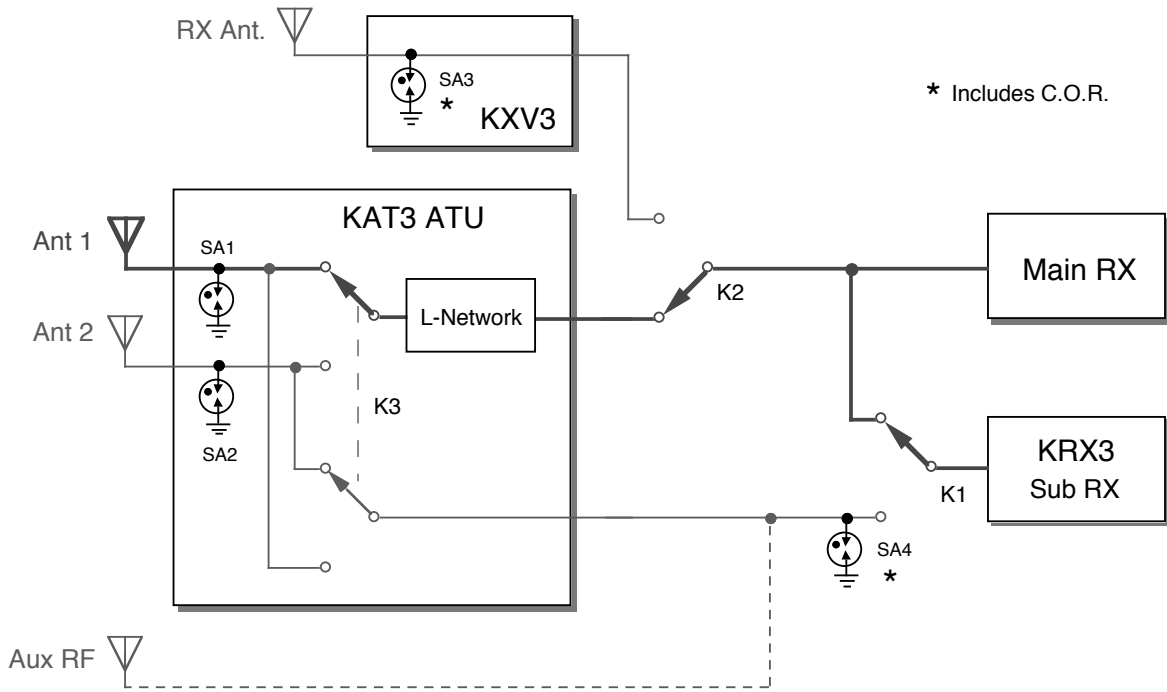 RX Ant.
SA3
*
KXV3
* Includes C.O.R.
KAT3 ATU
Ant 1
SA1
L-Network
K2
Main RX
Ant 2
SA2
K3
KRX3
Sub RX
K1
SA4
*
Aux RF